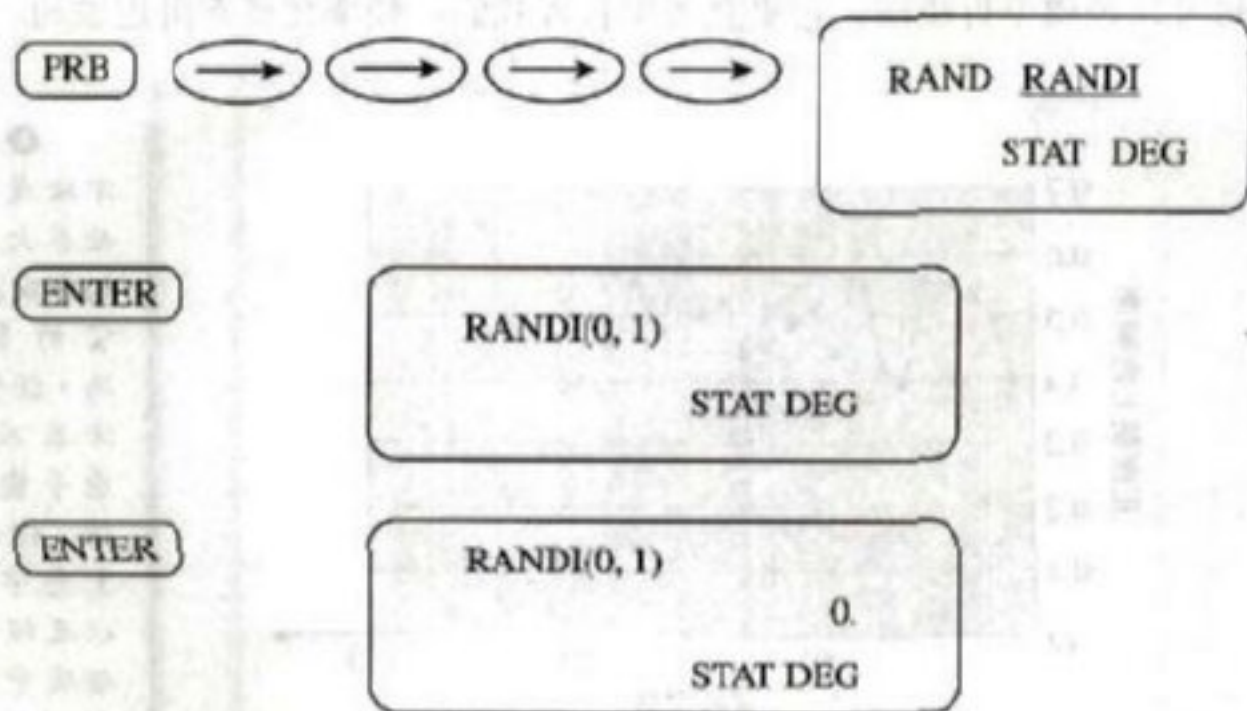 PRB → → → → RAND RANDI
STAT DEG
ENTER RANDI(0, 1)
STAT DEG
ENTER RANDI(0, 1)
0.
STAT DEG